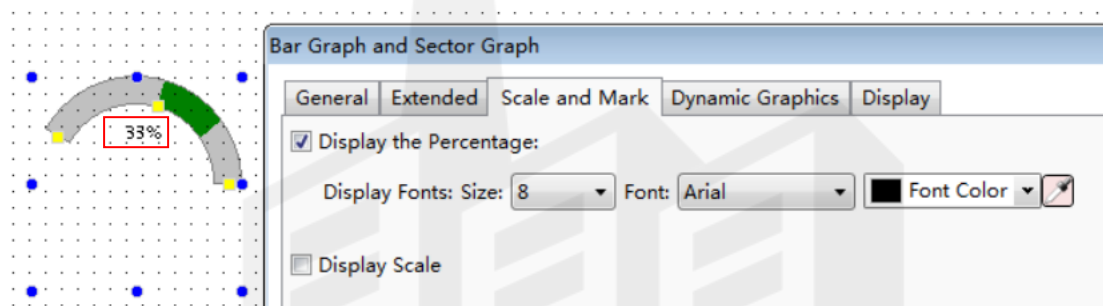 Bar Graph and Sector Graph
General Extended Scale and Mark Dynamic Graphics Display
33%
Display the Percentage:
Display Fonts: Size: 8 Font: Arial Font Color
Display Scale